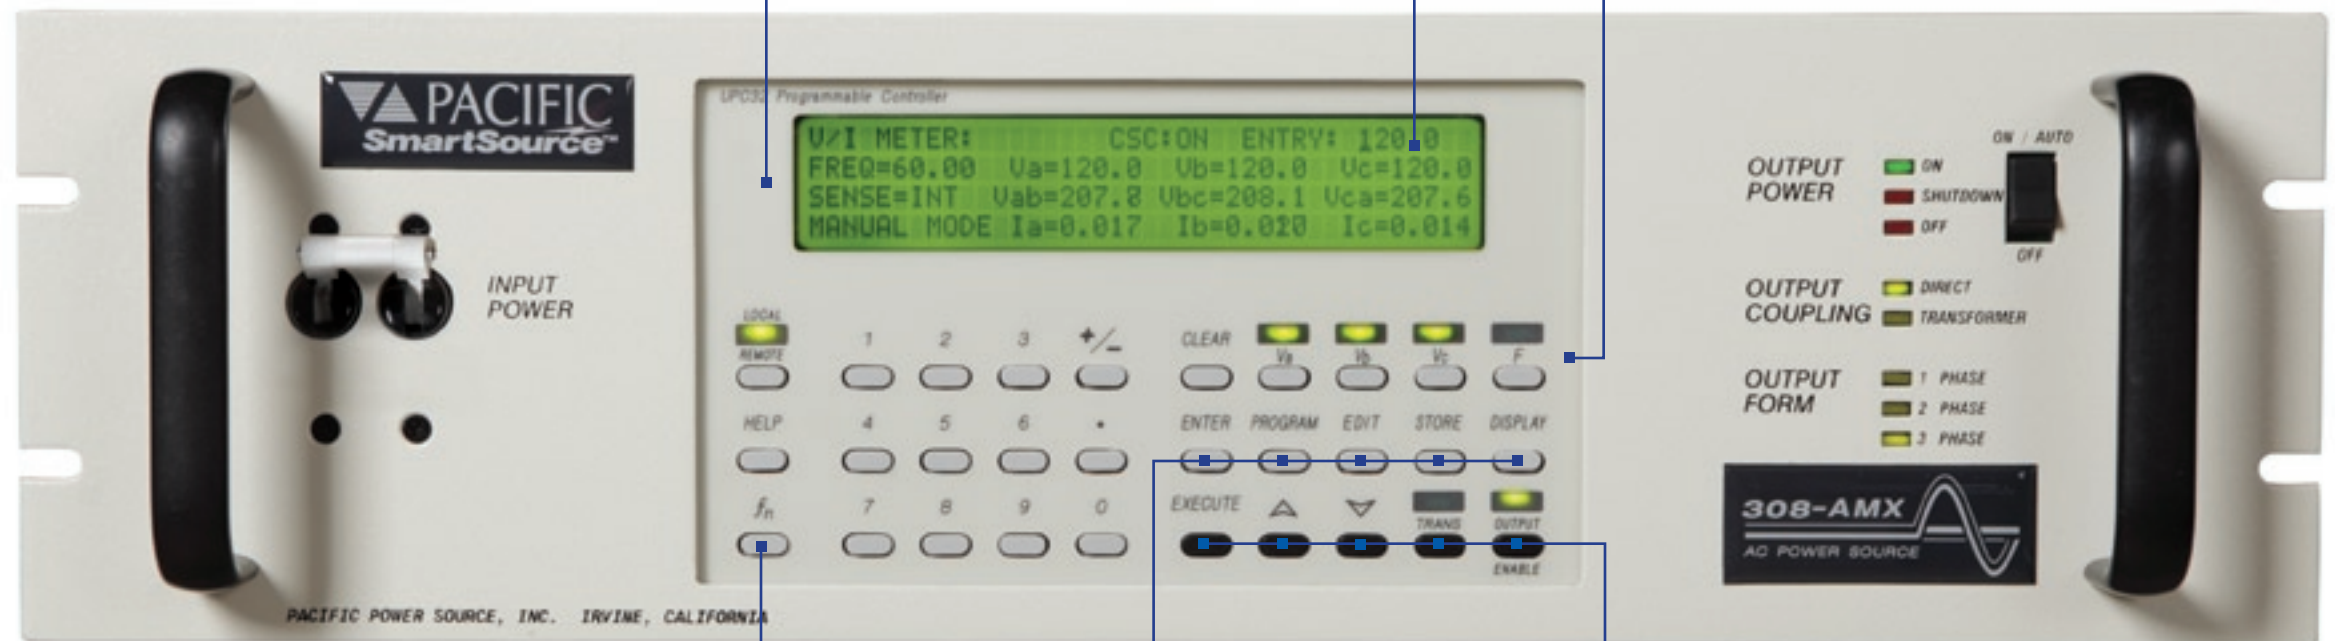 PACIFIC
SmartSource™
UPC32 Programmable Controller
V/I METER: CSC:ON ENTRY: 120.0
FREQ=60.00 Va=120.0 Vb=120.0 Vc=120.0
SENSE=INT Vab=207.8 Vbc=208.1 Vca=207.6
MANUAL MODE Ia=0.017 Ib=0.020 Ic=0.014
INPUT
POWER
LOCAL
REMOTE
1 2 3 +/-
CLEAR Va Vb Vc F
HELP 4 5 6 .
ENTER PROGRAM EDIT STORE DISPLAY
fn 7 8 9 0
EXECUTE TRANS OUTPUT
ENABLE
ON / AUTO
OFF
OUTPUT
POWER
ON
SHUTDOWN
OFF
OUTPUT
COUPLING
DIRECT
TRANSFORMER
OUTPUT
FORM
1 PHASE
2 PHASE
3 PHASE
308-AMX
AC POWER SOURCE
PACIFIC POWER SOURCE, INC. IRVINE, CALIFORNIA